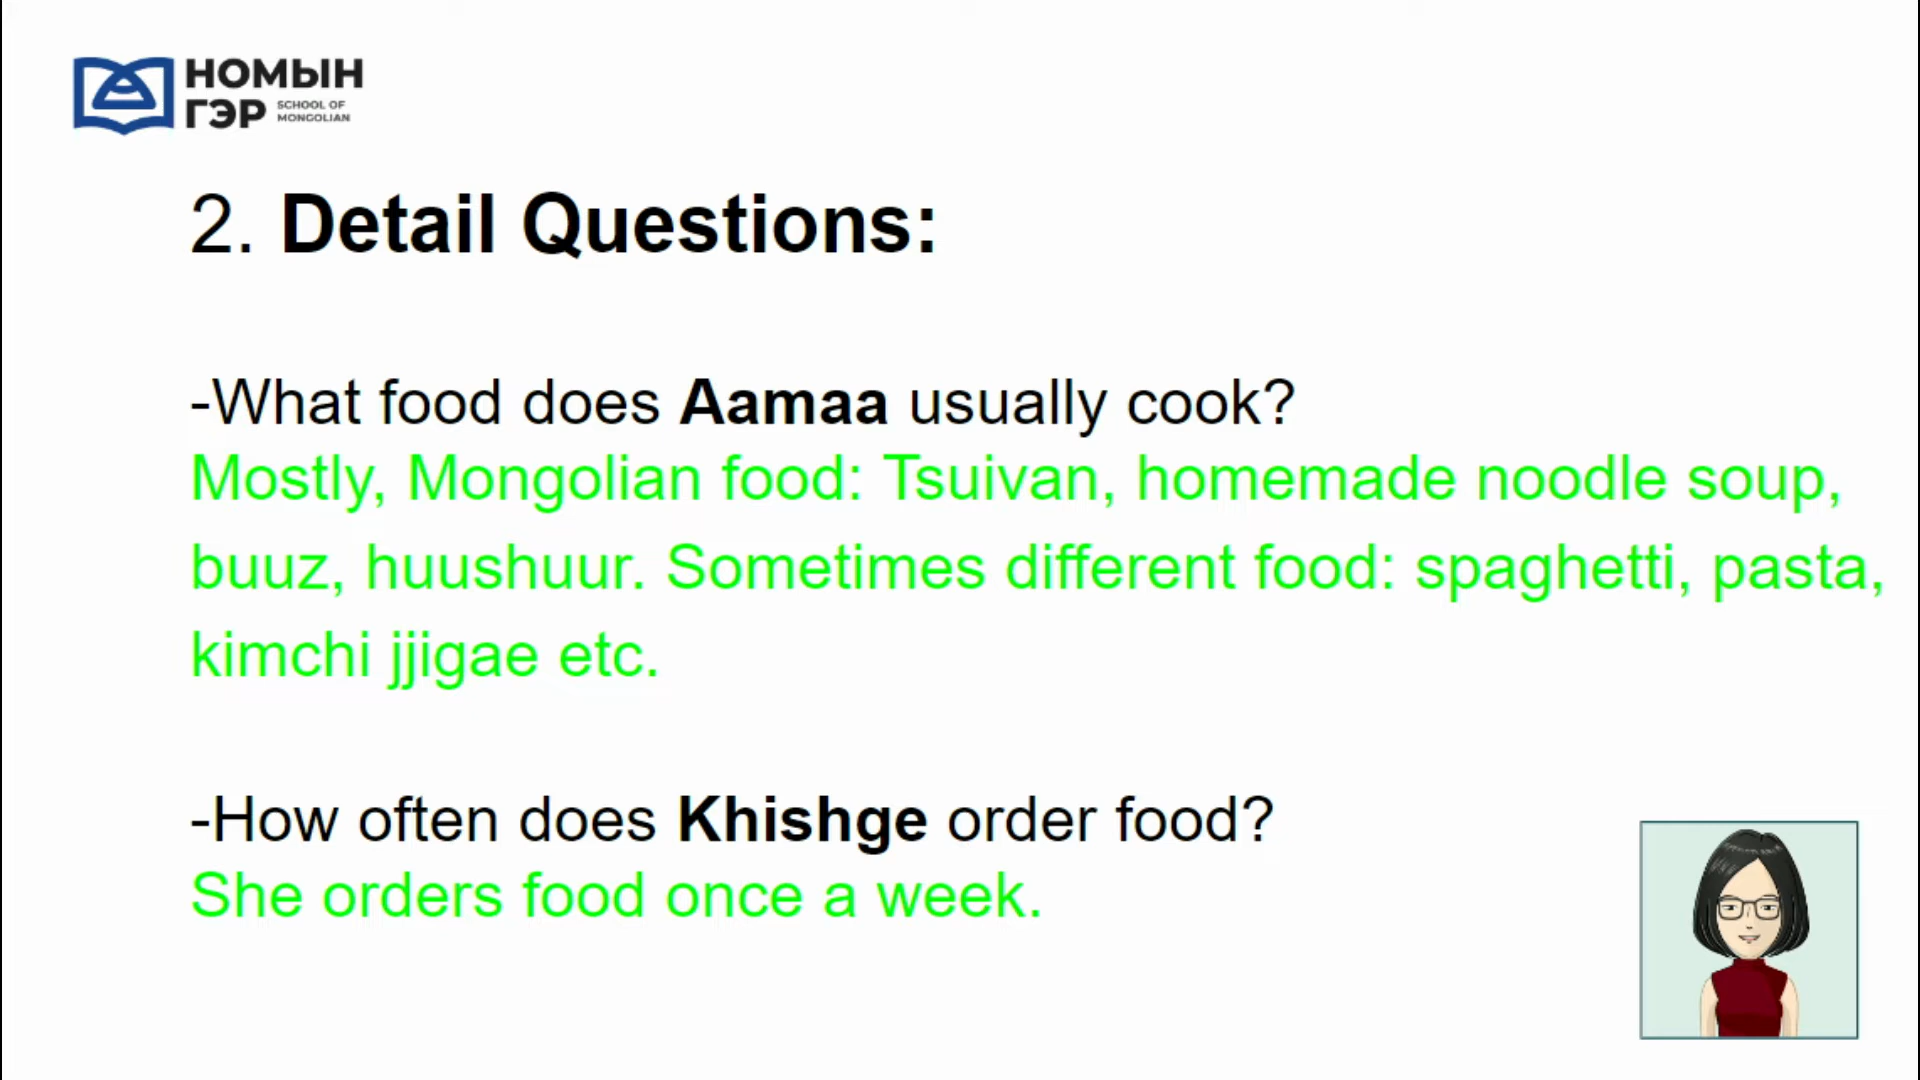 НОМЫН
ГЭР SCHOOL OF MONGOLIAN
2. Detail Questions:
-What food does Aamaa usually cook?
Mostly, Mongolian food: Tsuivan, homemade noodle soup,
buuz, huushuur. Sometimes different food: spaghetti, pasta,
kimchi jjigae etc.
-How often does Khishge order food?
She orders food once a week.